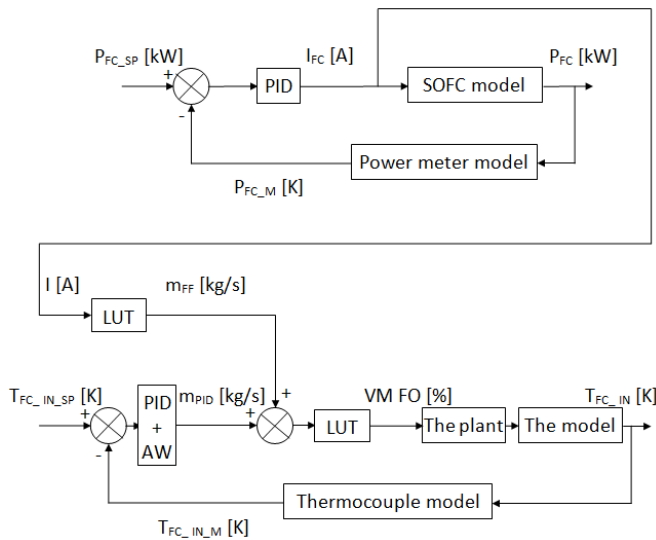 P_FC_SP [kW]
I_FC [A]
P_FC [kW]
+
PID
SOFC model
-
Power meter model
P_FC_M [K]
I [A]
m_FF [kg/s]
LUT
T_FC_ IN_SP [K]
m_PID [kg/s]
+
VM FO [%]
T_FC_ IN [K]
+
PID
+
AW
+
LUT
The plant
The model
-
Thermocouple model
T_FC_ IN_M [K]